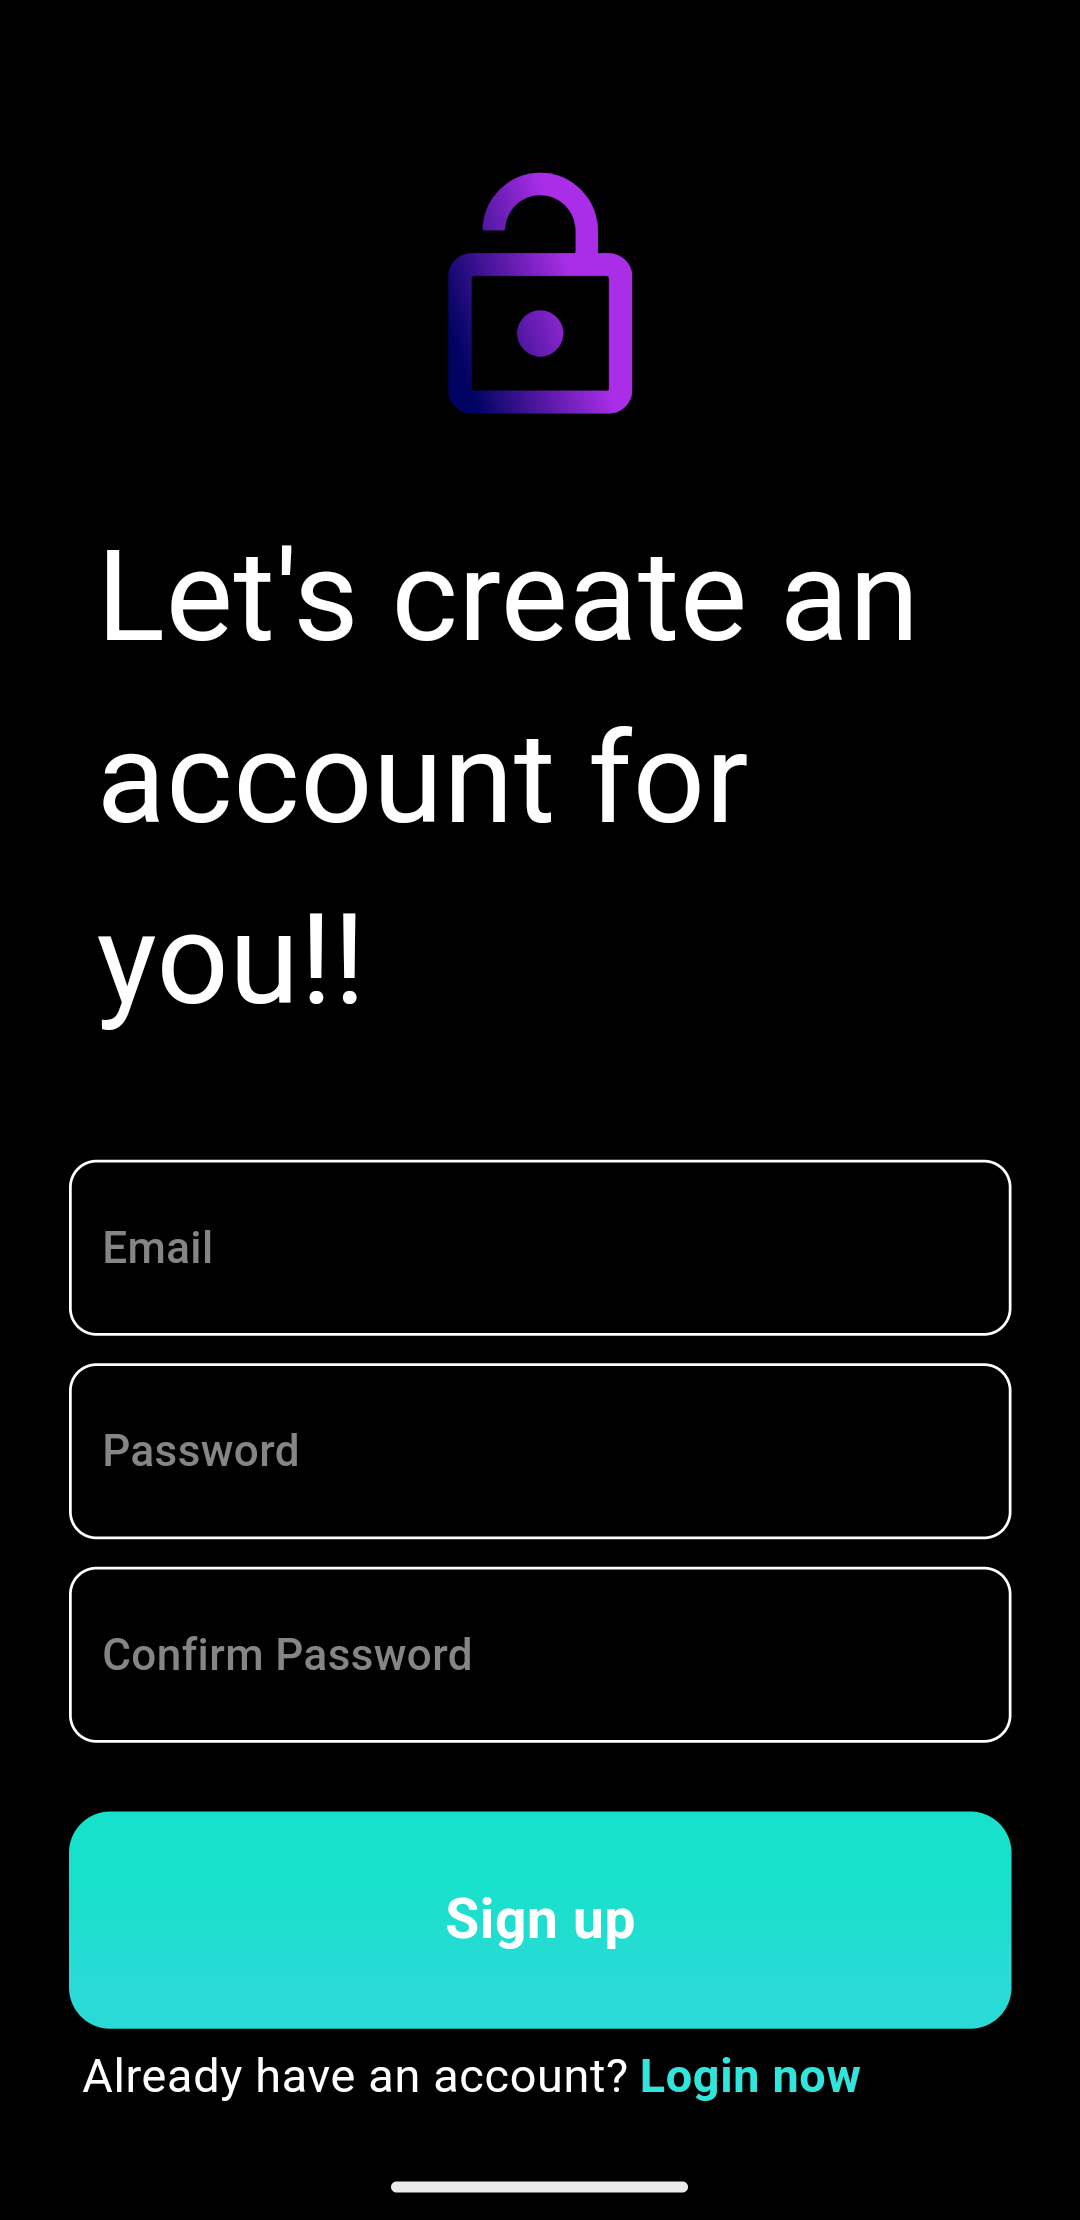 Let's create an
account for
you!!
Email
Password
Confirm Password
Sign up
Already have an account? Login now